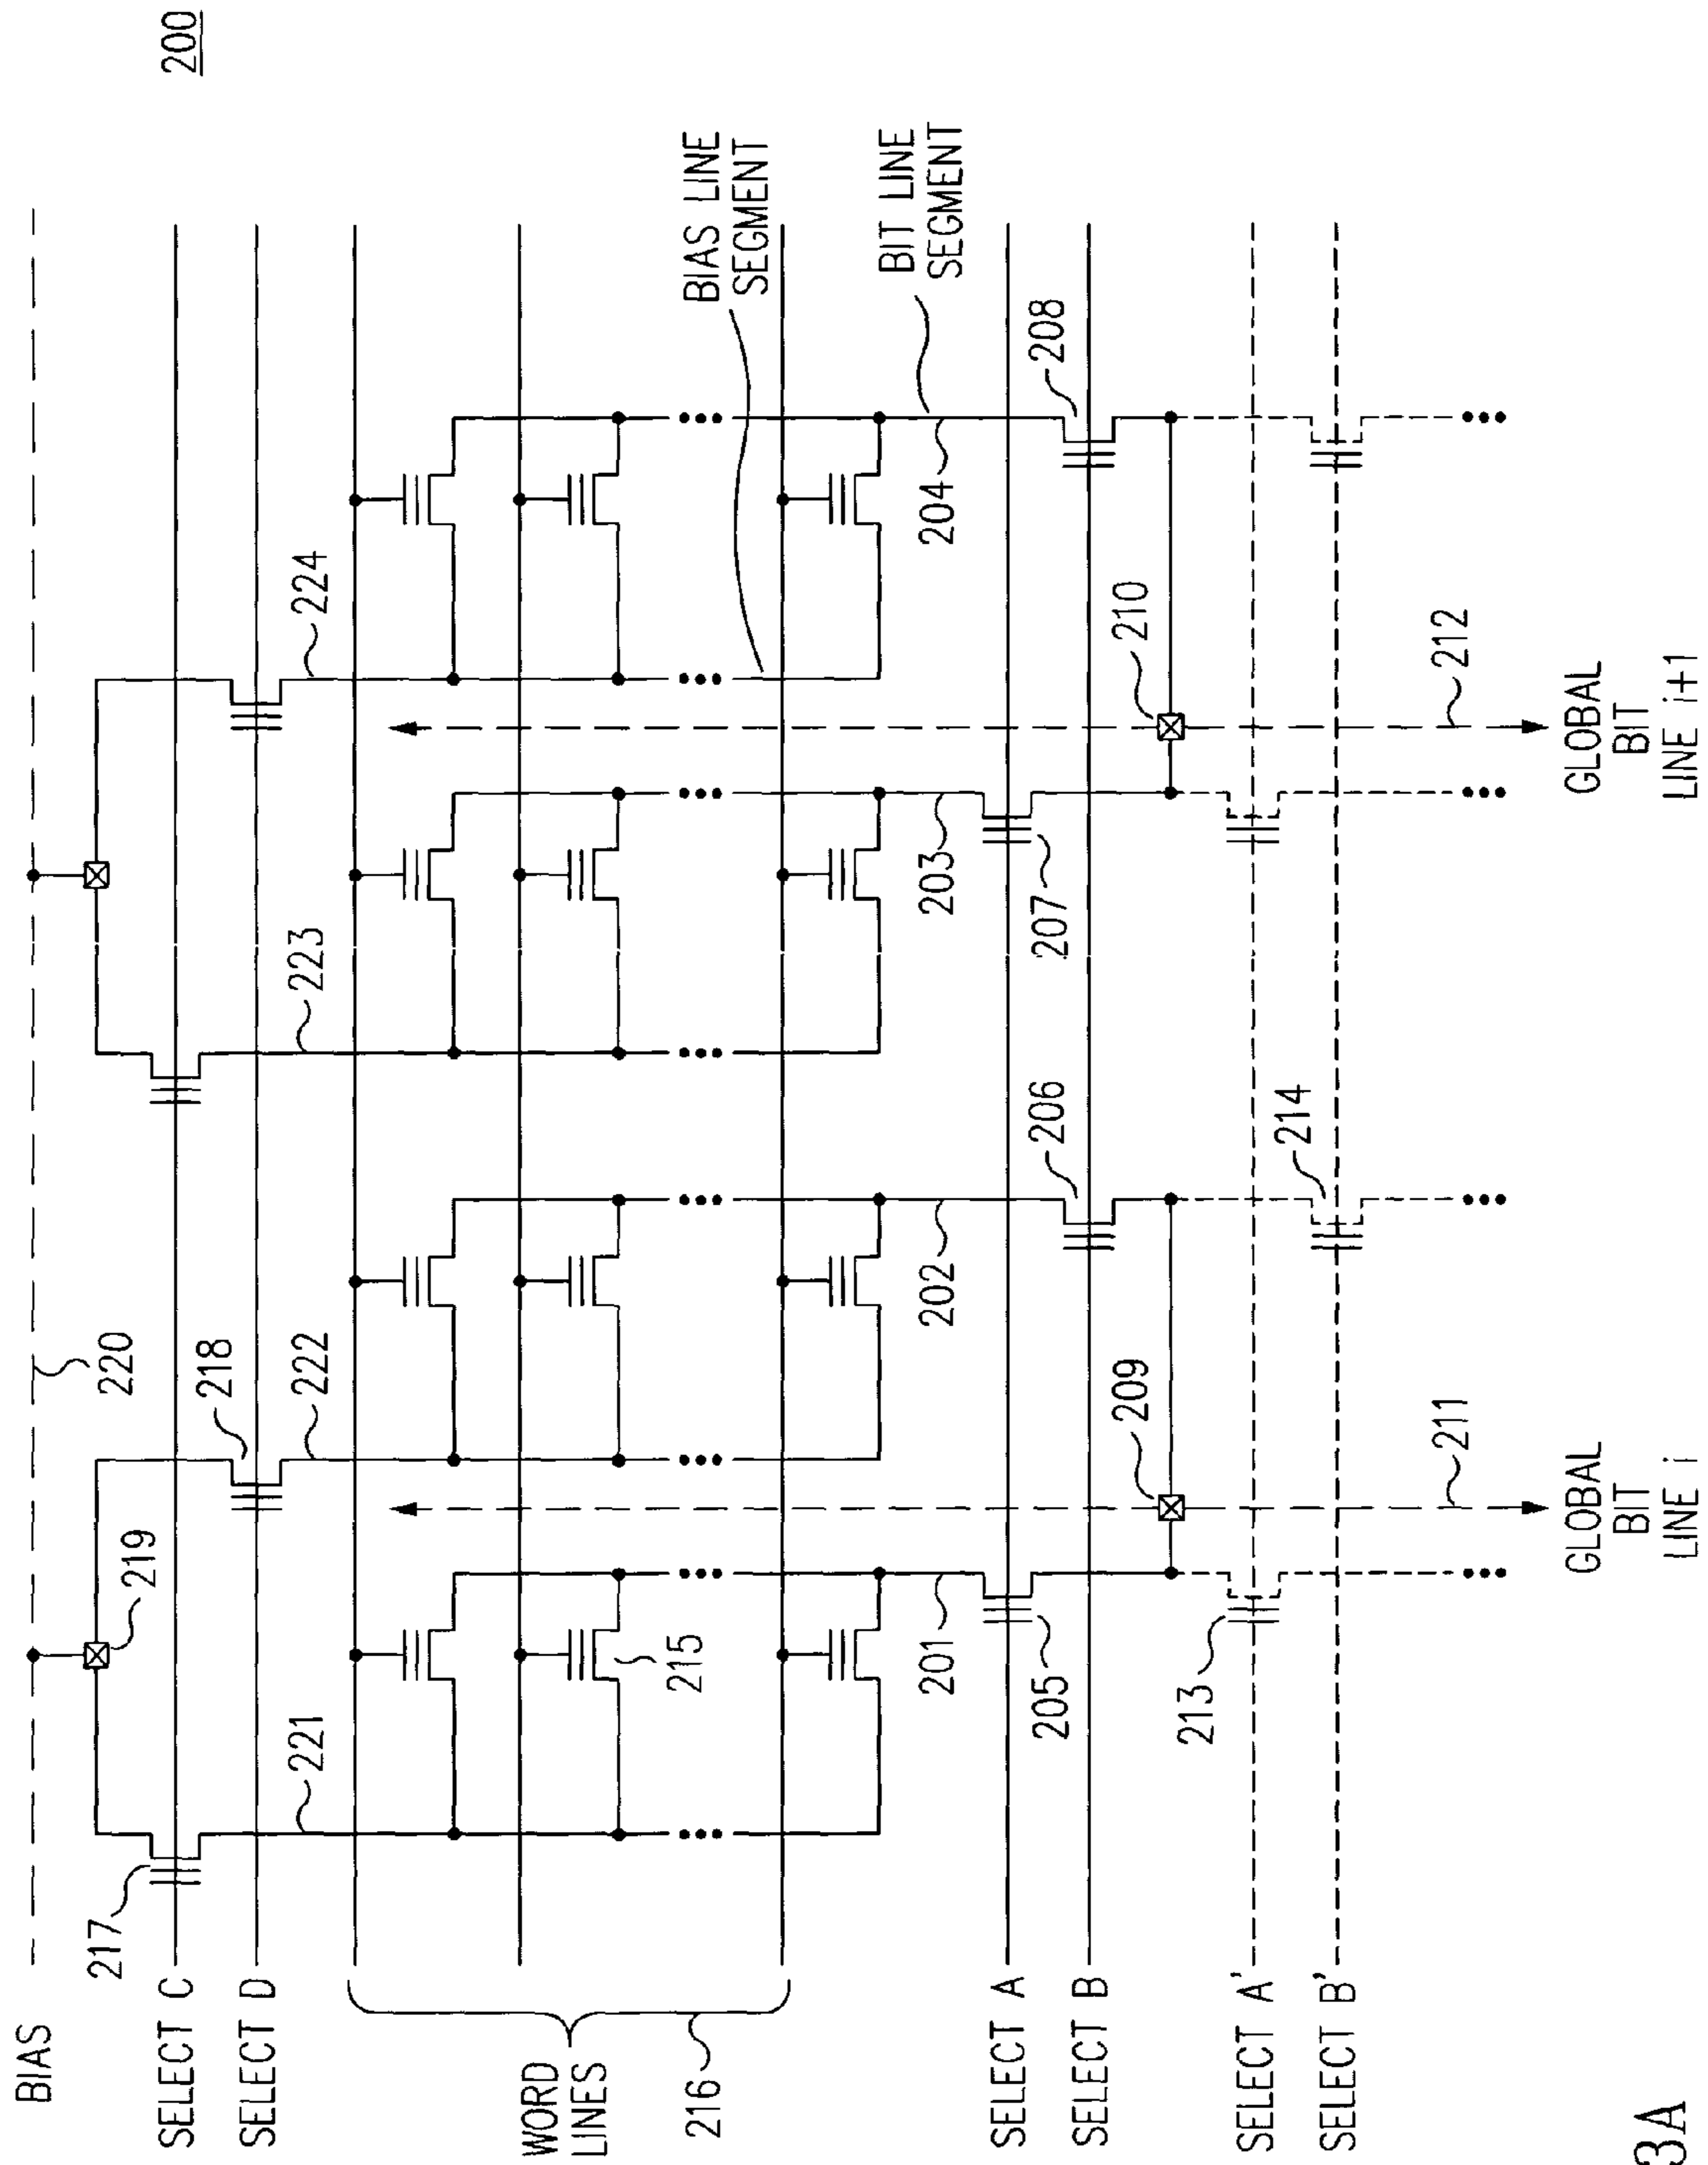 200
BIAS
220
219
217
SELECT C
SELECT D
218
221
222
223
224
WORD
LINES
216
215
BIAS LINE
SEGMENT
BIT LINE
SEGMENT
201
202
203
204
SELECT A
SELECT B
205
206
207
208
209
210
SELECT A'
SELECT B'
213
214
211
212
GLOBAL
BIT
LINE i
GLOBAL
BIT
LINE i+1
3A